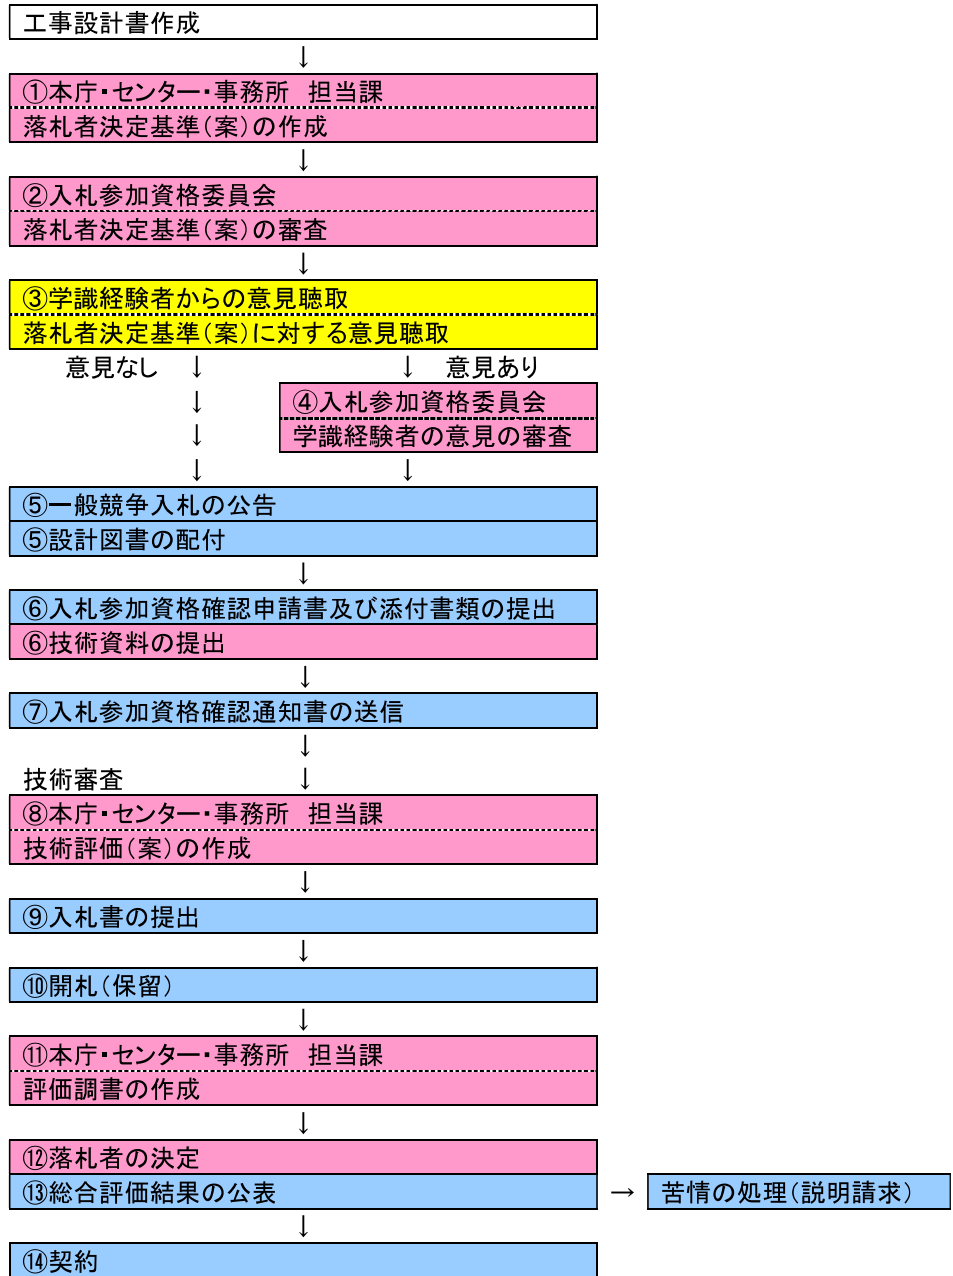 工事設計書作成
↓
①本庁・センター・事務所　担当課
落札者決定基準（案）の作成
↓
②入札参加資格委員会
落札者決定基準（案）の審査
↓
③学識経験者からの意見聴取
落札者決定基準（案）に対する意見聴取
意見なし ↓ ↓ 意見あり
↓ ④入札参加資格委員会
↓ 学識経験者の意見の審査
↓ ↓
⑤一般競争入札の公告
⑤設計図書の配付
↓
⑥入札参加資格確認申請書及び添付書類の提出
⑥技術資料の提出
↓
⑦入札参加資格確認通知書の送信
↓
技術審査 ↓
⑧本庁・センター・事務所　担当課
技術評価（案）の作成
↓
⑨入札書の提出
↓
⑩開札（保留）
↓
⑪本庁・センター・事務所　担当課
評価調書の作成
↓
⑫落札者の決定
⑬総合評価結果の公表 → 苦情の処理（説明請求）
↓
⑭契約